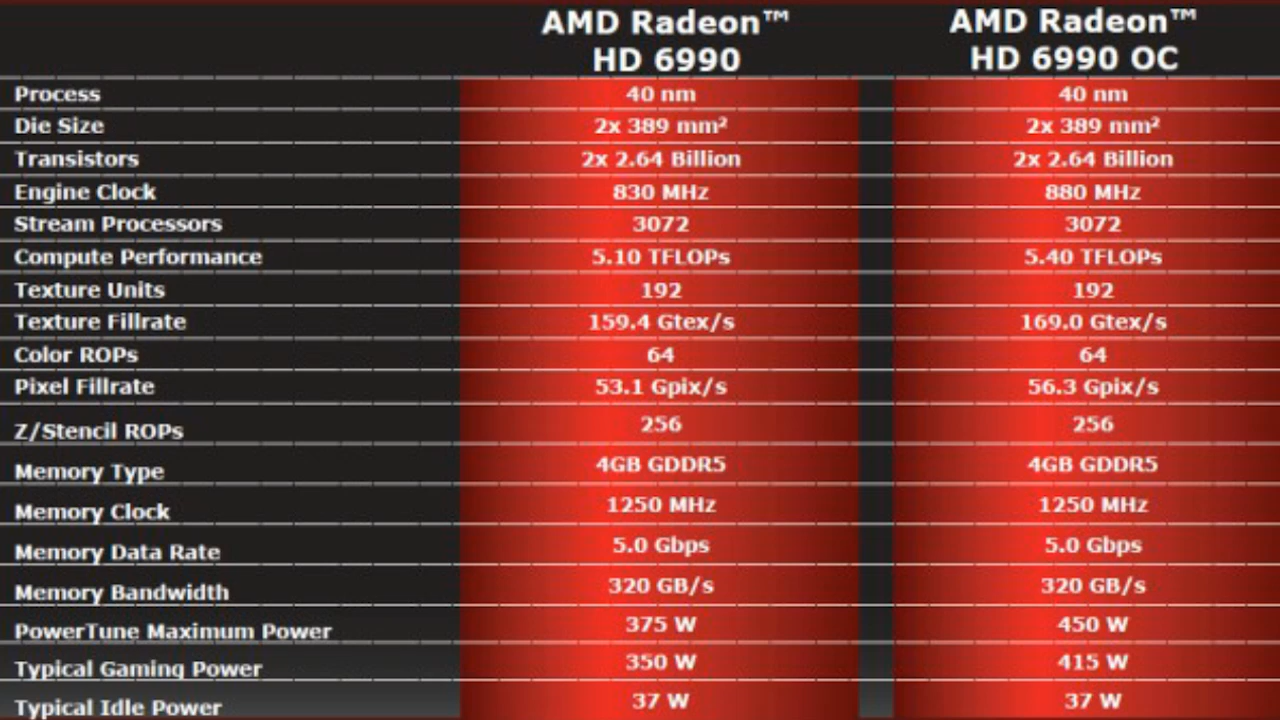 AMD Radeon™ AMD Radeon™
HD 6990 HD 6990 OC
Process 40 nm 40 nm
Die Size 2x 389 mm² 2x 389 mm²
Transistors 2x 2.64 Billion 2x 2.64 Billion
Engine Clock 830 MHz 880 MHz
Stream Processors 3072 3072
Compute Performance 5.10 TFLOPs 5.40 TFLOPs
Texture Units 192 192
Texture Fillrate 159.4 Gtex/s 169.0 Gtex/s
Color ROPs 64 64
Pixel Fillrate 53.1 Gpix/s 56.3 Gpix/s
Z/Stencil ROPs 256 256
Memory Type 4GB GDDR5 4GB GDDR5
Memory Clock 1250 MHz 1250 MHz
Memory Data Rate 5.0 Gbps 5.0 Gbps
Memory Bandwidth 320 GB/s 320 GB/s
PowerTune Maximum Power 375 W 450 W
Typical Gaming Power 350 W 415 W
Typical Idle Power 37 W 37 W